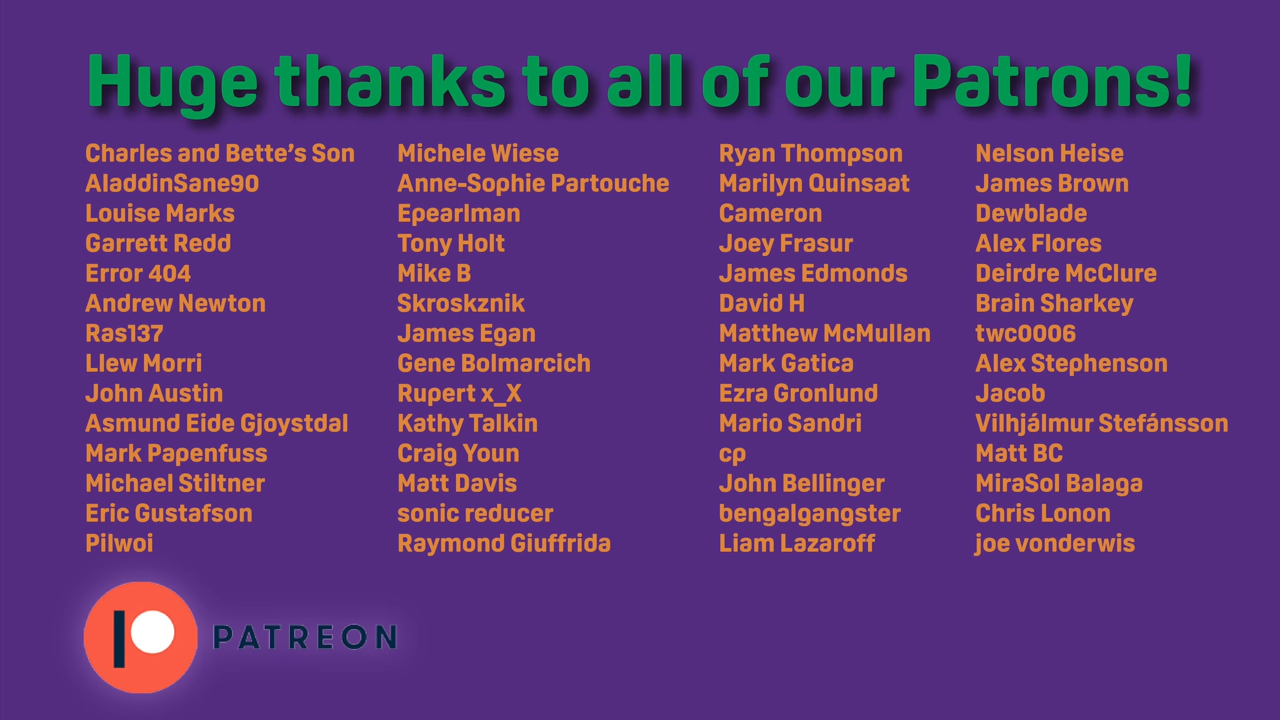 Huge thanks to all of our Patrons!
Charles and Bette’s Son
AladdinSane90
Louise Marks
Garrett Redd
Error 404
Andrew Newton
Ras137
Llew Morri
John Austin
Asmund Eide Gjoystdal
Mark Papenfuss
Michael Stiltner
Eric Gustafson
Pilwoi
Michele Wiese
Anne-Sophie Partouche
Epearlman
Tony Holt
Mike B
Skroskznik
James Egan
Gene Bolmarcich
Rupert x_X
Kathy Talkin
Craig Youn
Matt Davis
sonic reducer
Raymond Giuffrida
Ryan Thompson
Marilyn Quinsaat
Cameron
Joey Frasur
James Edmonds
David H
Matthew McMullan
Mark Gatica
Ezra Gronlund
Mario Sandri
cp
John Bellinger
bengalgangster
Liam Lazaroff
Nelson Heise
James Brown
Dewblade
Alex Flores
Deirdre McClure
Brain Sharkey
twc0006
Alex Stephenson
Jacob
Vilhjálmur Stefánsson
Matt BC
MiraSol Balaga
Chris Lonon
joe vonderwis
PATREON